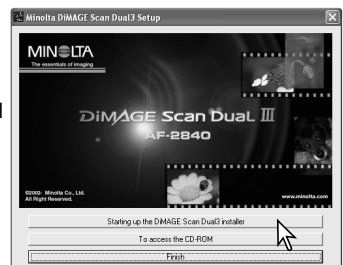 Minolta DiMAGE Scan Dual3 Setup
MINOLTA
The essentials of imaging
DiMAGE Scan Dual III
AF-2840
©2002- Minolta Co., Ltd.
All Right Reserved.
www.minolta.com
Starting up the DiMAGE Scan Dual3 installer
To access the CD-ROM
Finish